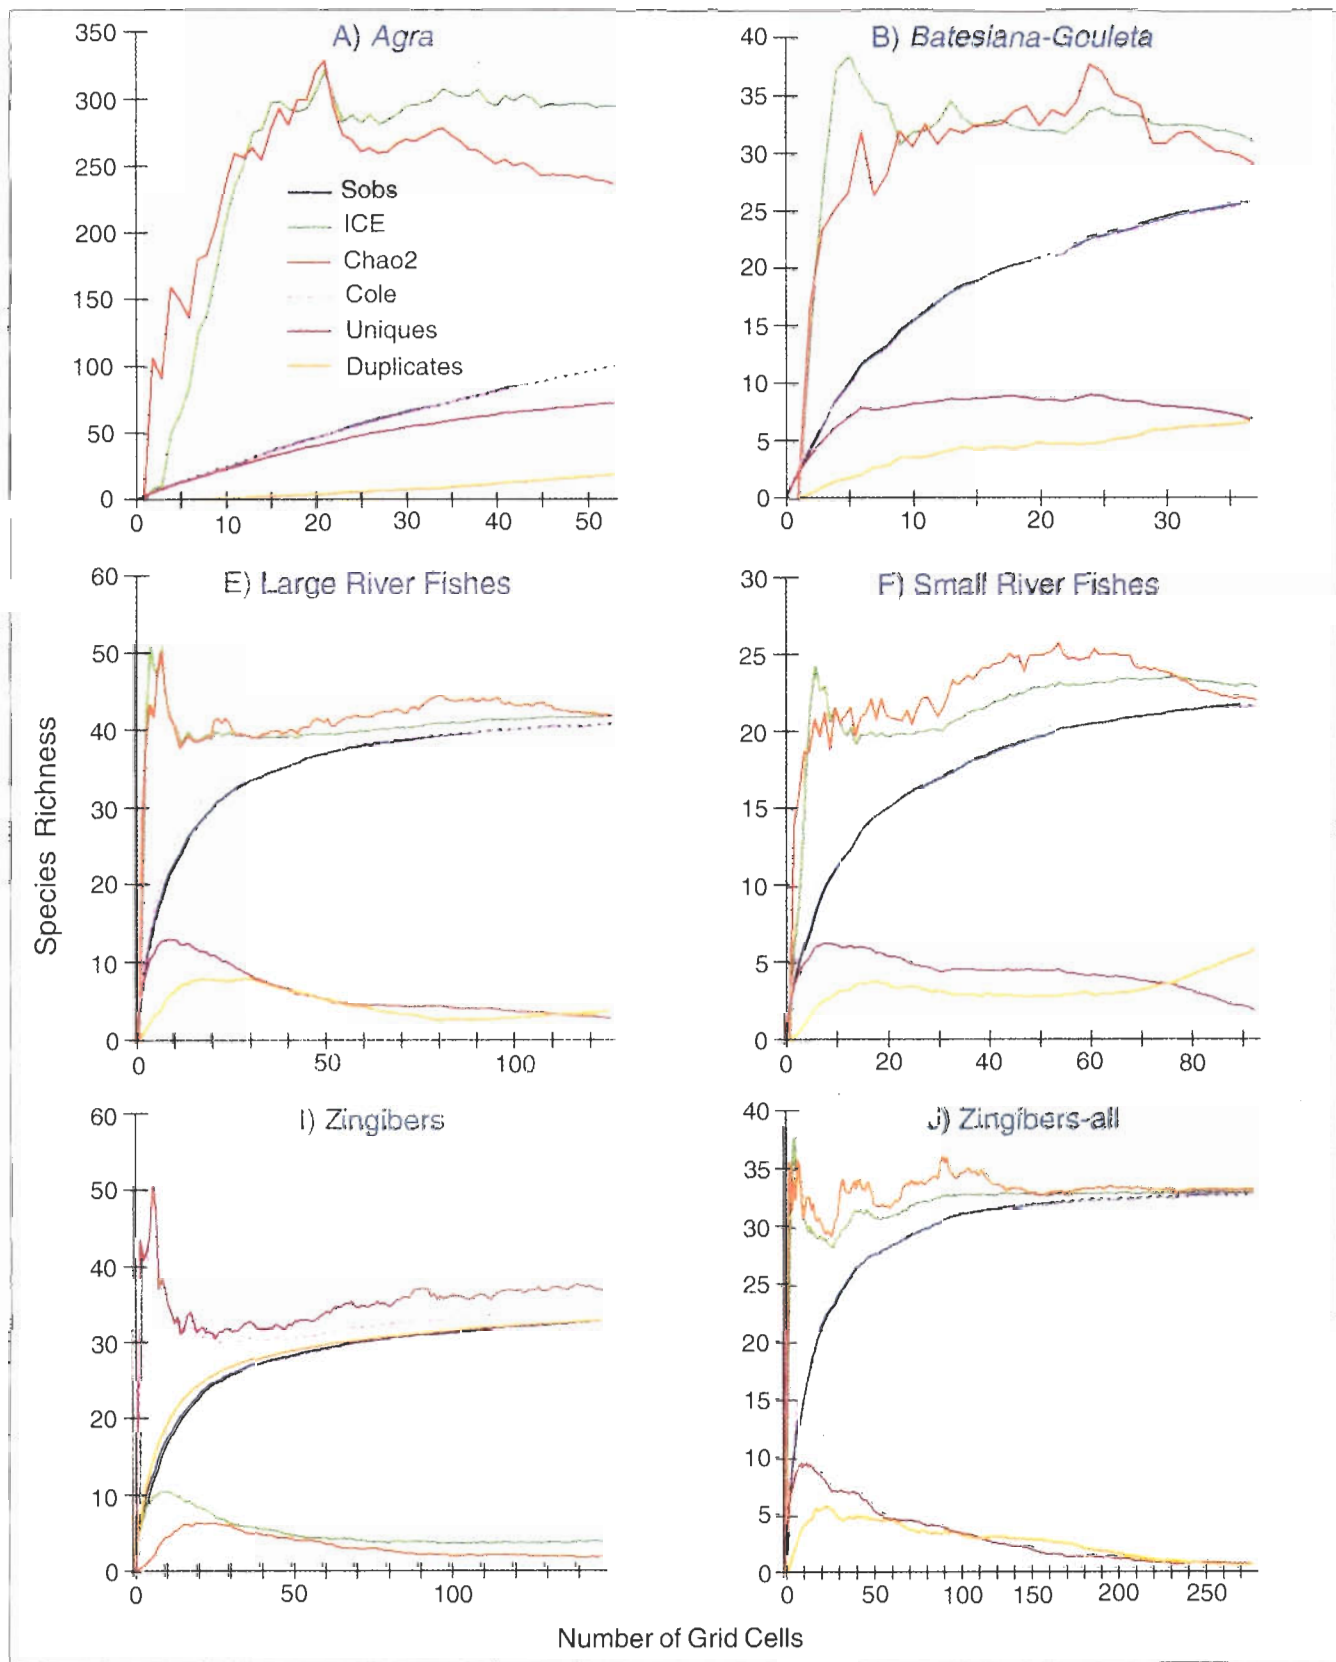 A) Agra
350
300
250
200
150
100
50
0
0 10 20 30 40 50
Sobs
ICE
Chao2
Cole
Uniques
Duplicates
B) Batesiana-Gouleta
40
35
30
25
20
15
10
5
0
0 10 20 30
E) Large River Fishes
60
50
40
30
20
10
0
0 50 100
F) Small River Fishes
30
25
20
15
10
5
0
0 20 40 60 80
I) Zingibers
60
50
40
30
20
10
0
0 50 100
J) Zingibers-all
40
35
30
25
20
15
10
5
0
0 50 100 150 200 250
Species Richness
Number of Grid Cells